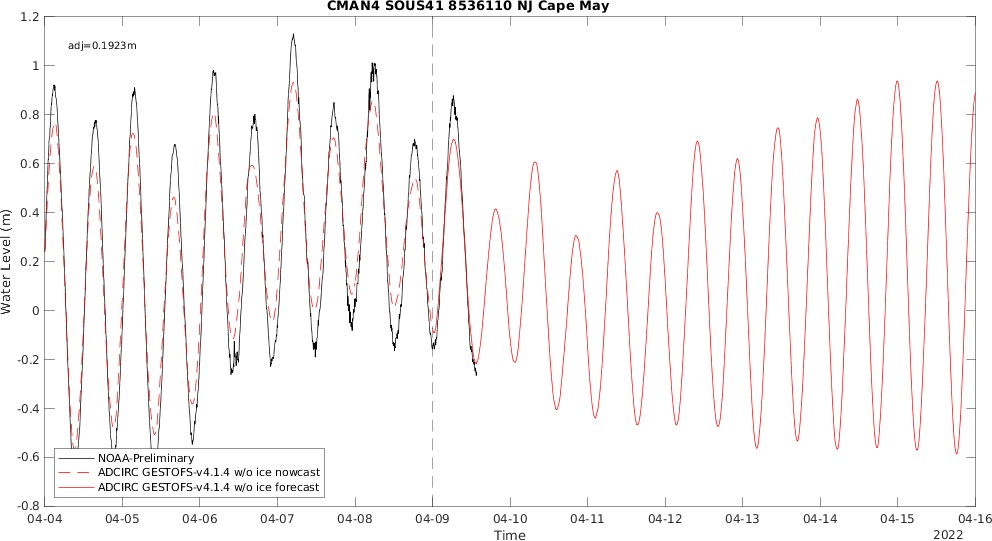 CMAN4 SOUS41 8536110 NJ Cape May
adj=0.1923m
1.2
1
0.8
0.6
0.4
0.2
0
-0.2
-0.4
-0.6
-0.8
Water Level (m)
NOAA-Preliminary
ADCIRC GESTOFS-v4.1.4 w/o ice nowcast
ADCIRC GESTOFS-v4.1.4 w/o ice forecast
04-04 04-05 04-06 04-07 04-08 04-09 04-10 04-11 04-12 04-13 04-14 04-15 04-16
Time
2022